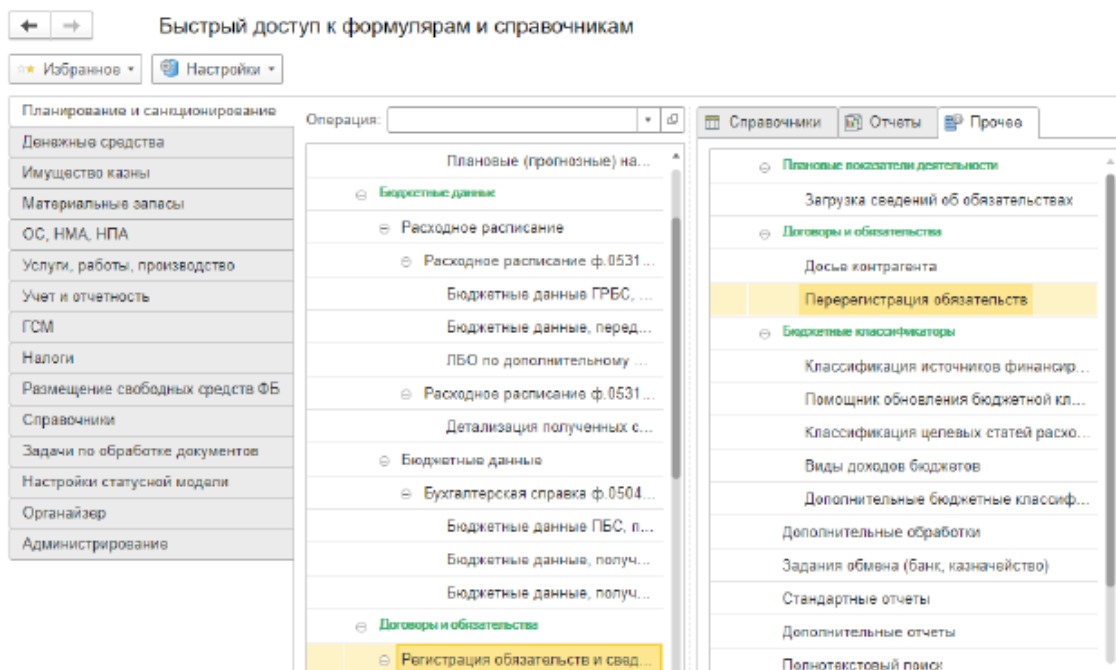 Быстрый доступ к формулярам и справочникам
Избранное
Настройки
Планирование и санкционирование
Денежные средства
Имущество казны
Материальные запасы
ОС, НМА, НПА
Услуги, работы, производство
Учет и отчетность
ГСМ
Налоги
Размещение свободных средств ФБ
Справочники
Задачи по обработке документов
Настройки статусной модели
Органайзер
Администрирование
Операция:
Плановые (прогнозные) на...
Бюджетные данные
Расходное расписание
Расходное расписание ф.0531...
Бюджетные данные ГРБС, ...
Бюджетные данные, перед...
ЛБО по дополнительному ...
Расходное расписание ф.0531...
Детализация полученных с...
Бюджетные данные
Бухгалтерская справка ф.0504...
Бюджетные данные ПБС, п...
Бюджетные данные, получ...
Бюджетные данные, получ...
Договоры и обязательства
Регистрация обязательств и свед...
Справочники
Отчеты
Прочее
Плановые показатели деятельности
Загрузка сведений об обязательствах
Договоры и обязательства
Досье контрагента
Перерегистрация обязательств
Бюджетные классификаторы
Классификация источников финансир...
Помощник обновления бюджетной кл...
Классификация целевых статей расхо...
Виды доходов бюджетов
Дополнительные бюджетные классиф...
Дополнительные обработки
Задания обмена (банк, казначейство)
Стандартные отчеты
Дополнительные отчеты
Полнотекстовый поиск